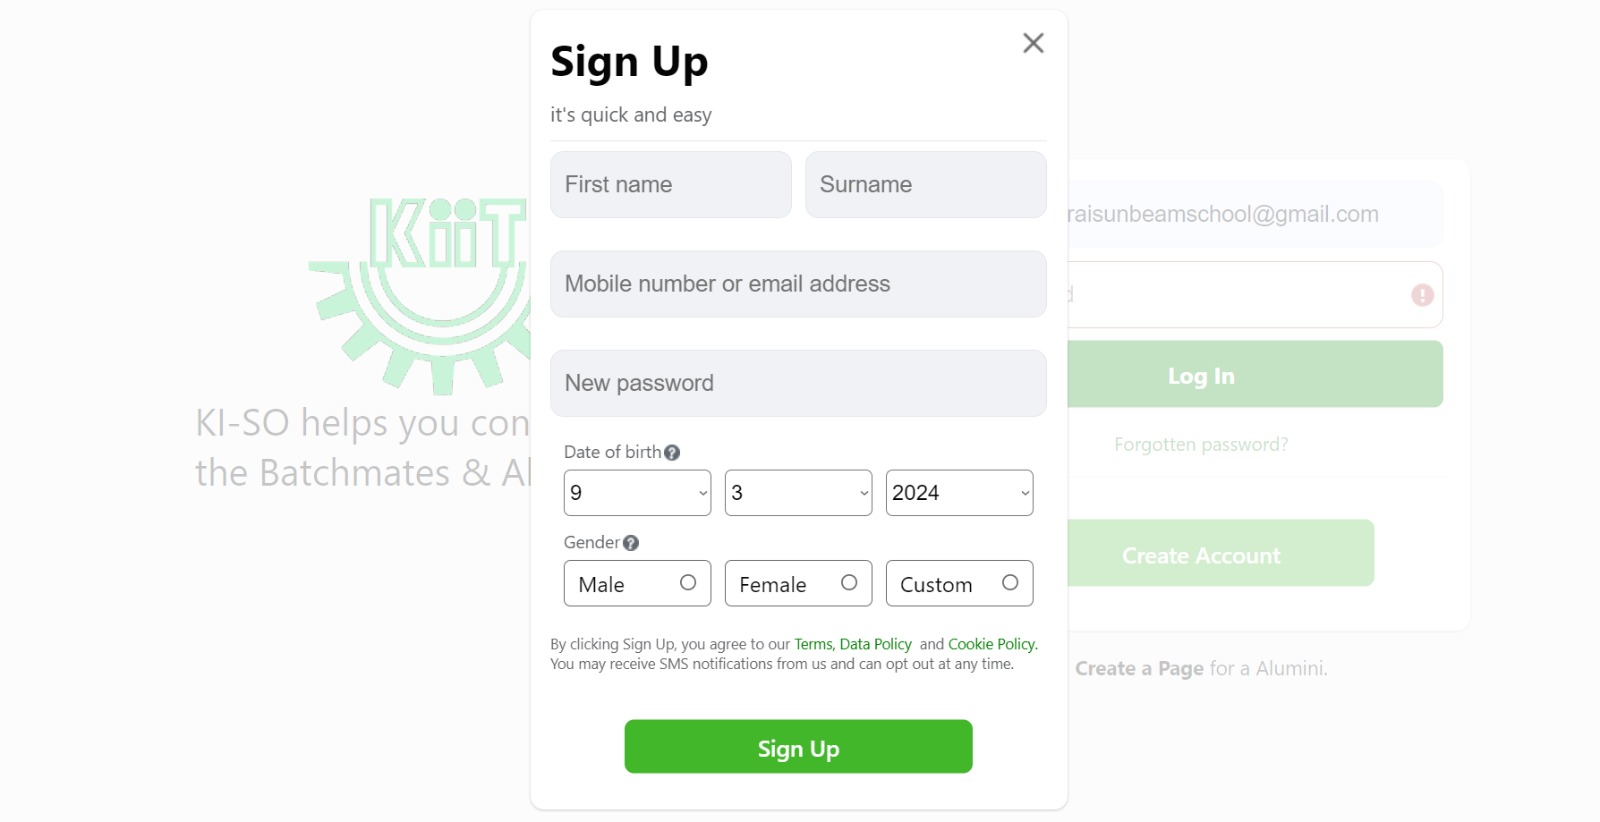 Sign Up
it's quick and easy
First name
Surname
Mobile number or email address
New password
Date of birth
9
3
2024
Gender
Male
Female
Custom
By clicking Sign Up, you agree to our Terms, Data Policy and Cookie Policy.
You may receive SMS notifications from us and can opt out at any time.
Sign Up
KiiT
KI-SO helps you con
the Batchmates & Al
raisunbeamschool@gmail.com
d
Log In
Forgotten password?
Create Account
Create a Page for a Alumini.